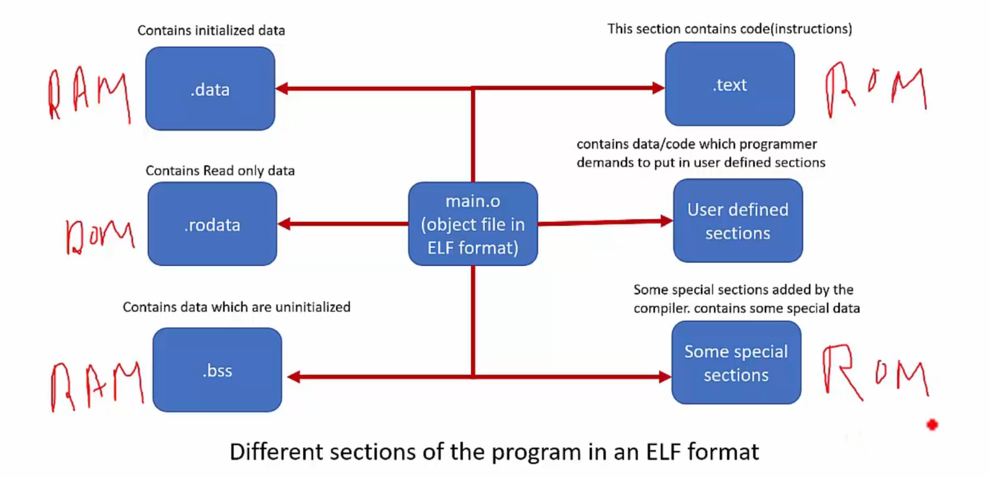 Contains initialized data
This section contains code(instructions)
RAM
.data
.text
ROM
contains data/code which programmer
demands to put in user defined sections
Contains Read only data
ROM
.rodata
main.o
(object file in
ELF format)
User defined
sections
Some special sections added by the
compiler. contains some special data
Contains data which are uninitialized
RAM
.bss
Some special
sections
ROM
Different sections of the program in an ELF format